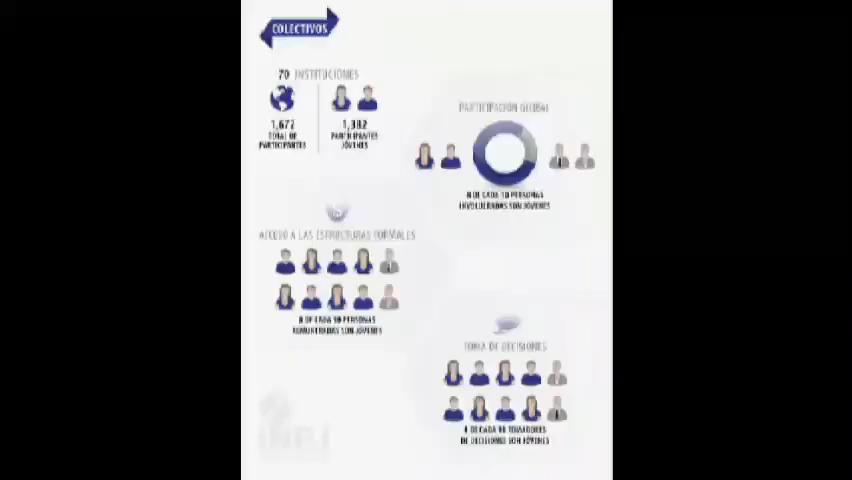 COLECTIVOS
70 INSTITUCIONES
1,672
TOTAL DE
PARTICIPANTES
1,382
PARTICIPANTES
JÓVENES
PARTICIPACIÓN GLOBAL
8 DE CADA 10 PERSONAS
INVOLUCRADAS SON JÓVENES
ACCESO A LAS ESTRUCTURAS FORMALES
8 DE CADA 10 PERSONAS
REMUNERADAS SON JÓVENES
TOMA DE DECISIONES
DE CADA 10 TOMADORES
DE DECISIONES SON JÓVENES